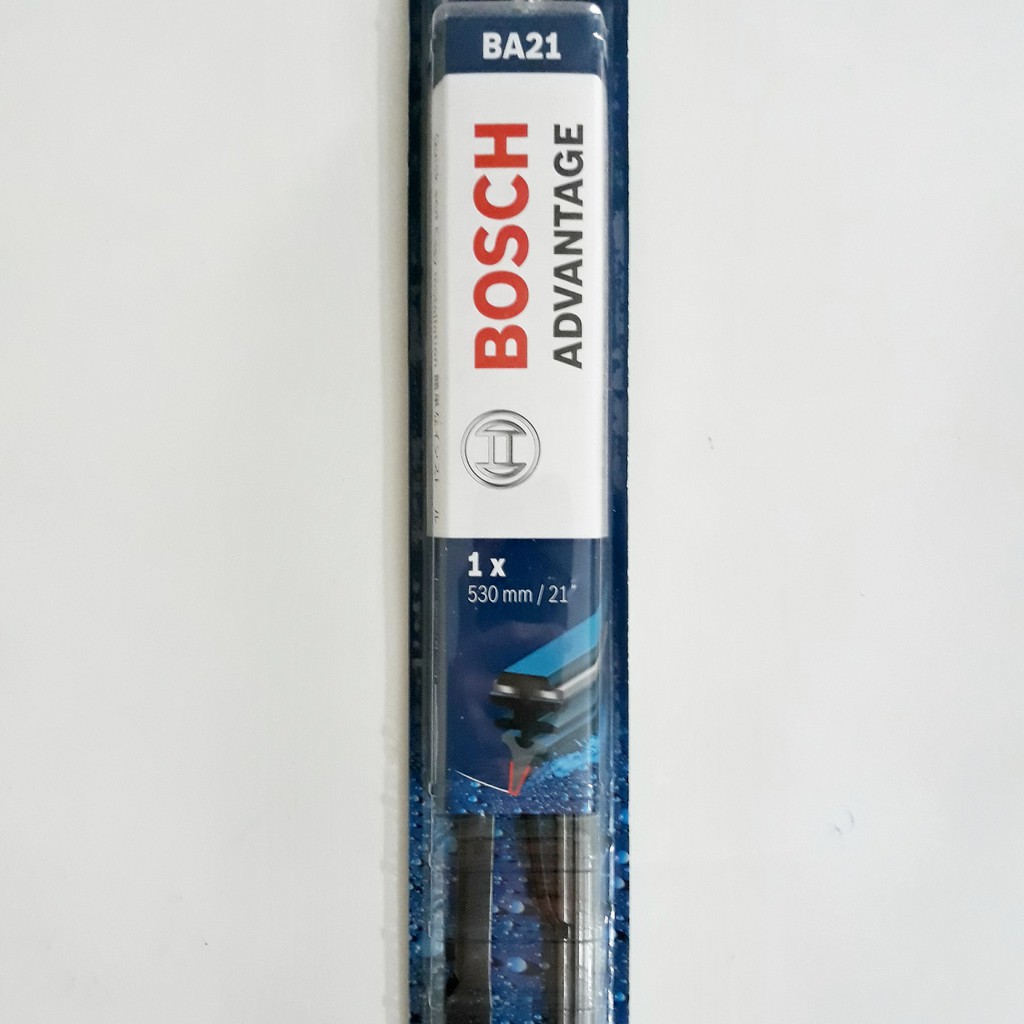 BA21
BOSCH
ADVANTAGE
1 x
530 mm / 21"